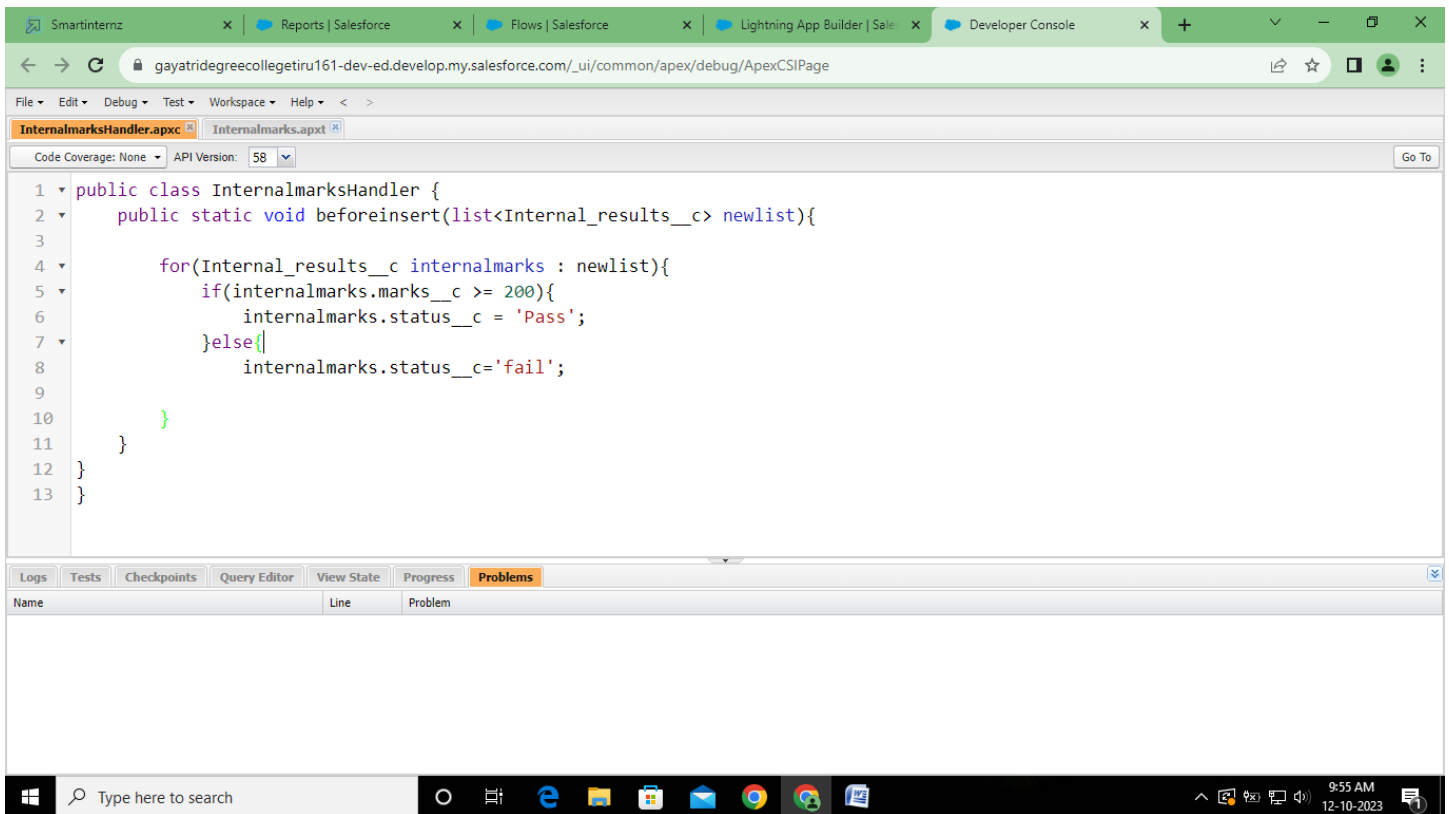 Smartinternz Reports | Salesforce Flows | Salesforce Lightning App Builder | Sale Developer Console
gayatridegreecollegetiru161-dev-ed.develop.my.salesforce.com/_ui/common/apex/debug/ApexCSIPage
File Edit Debug Test Workspace Help < >
InternalmarksHandler.apxc Internalmarks.apxt
Code Coverage: None API Version: 58 Go To
1 public class InternalmarksHandler {
2 public static void beforeinsert(list<Internal_results__c> newlist){
3
4 for(Internal_results__c internalmarks : newlist){
5 if(internalmarks.marks__c >= 200){
6 internalmarks.status__c = 'Pass';
7 }else{
8 internalmarks.status__c='fail';
9
10 }
11 }
12 }
13 }
Logs Tests Checkpoints Query Editor View State Progress Problems
Name Line Problem
Type here to search
9:55 AM
12-10-2023
1